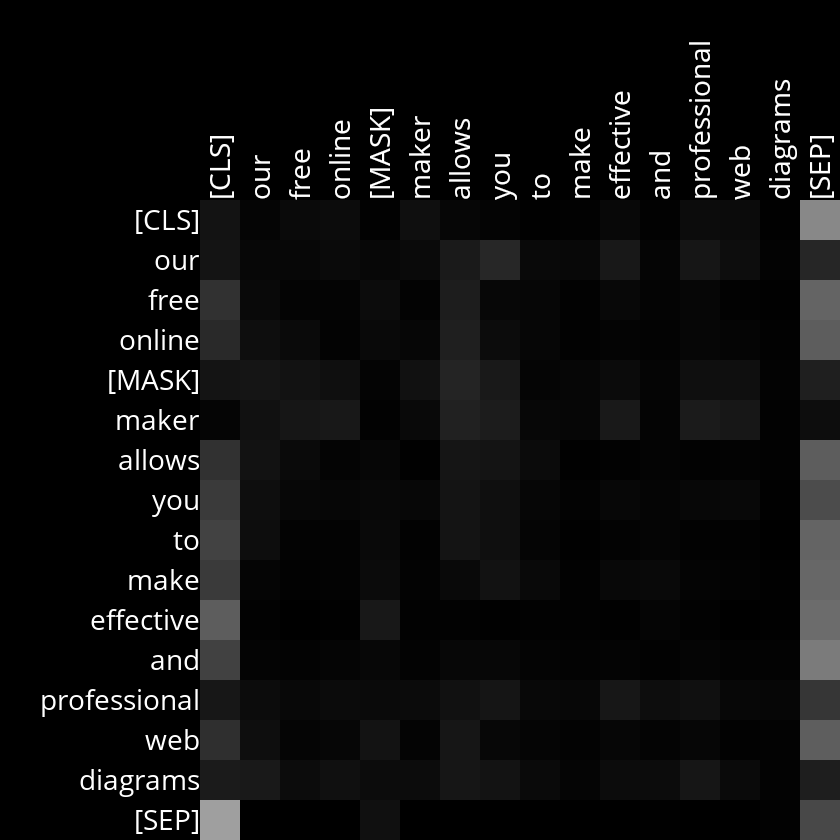 [CLS] our free online [MASK] maker allows you to make effective and professional web diagrams [SEP]
[CLS]
our
free
online
[MASK]
maker
allows
you
to
make
effective
and
professional
web
diagrams
[SEP]